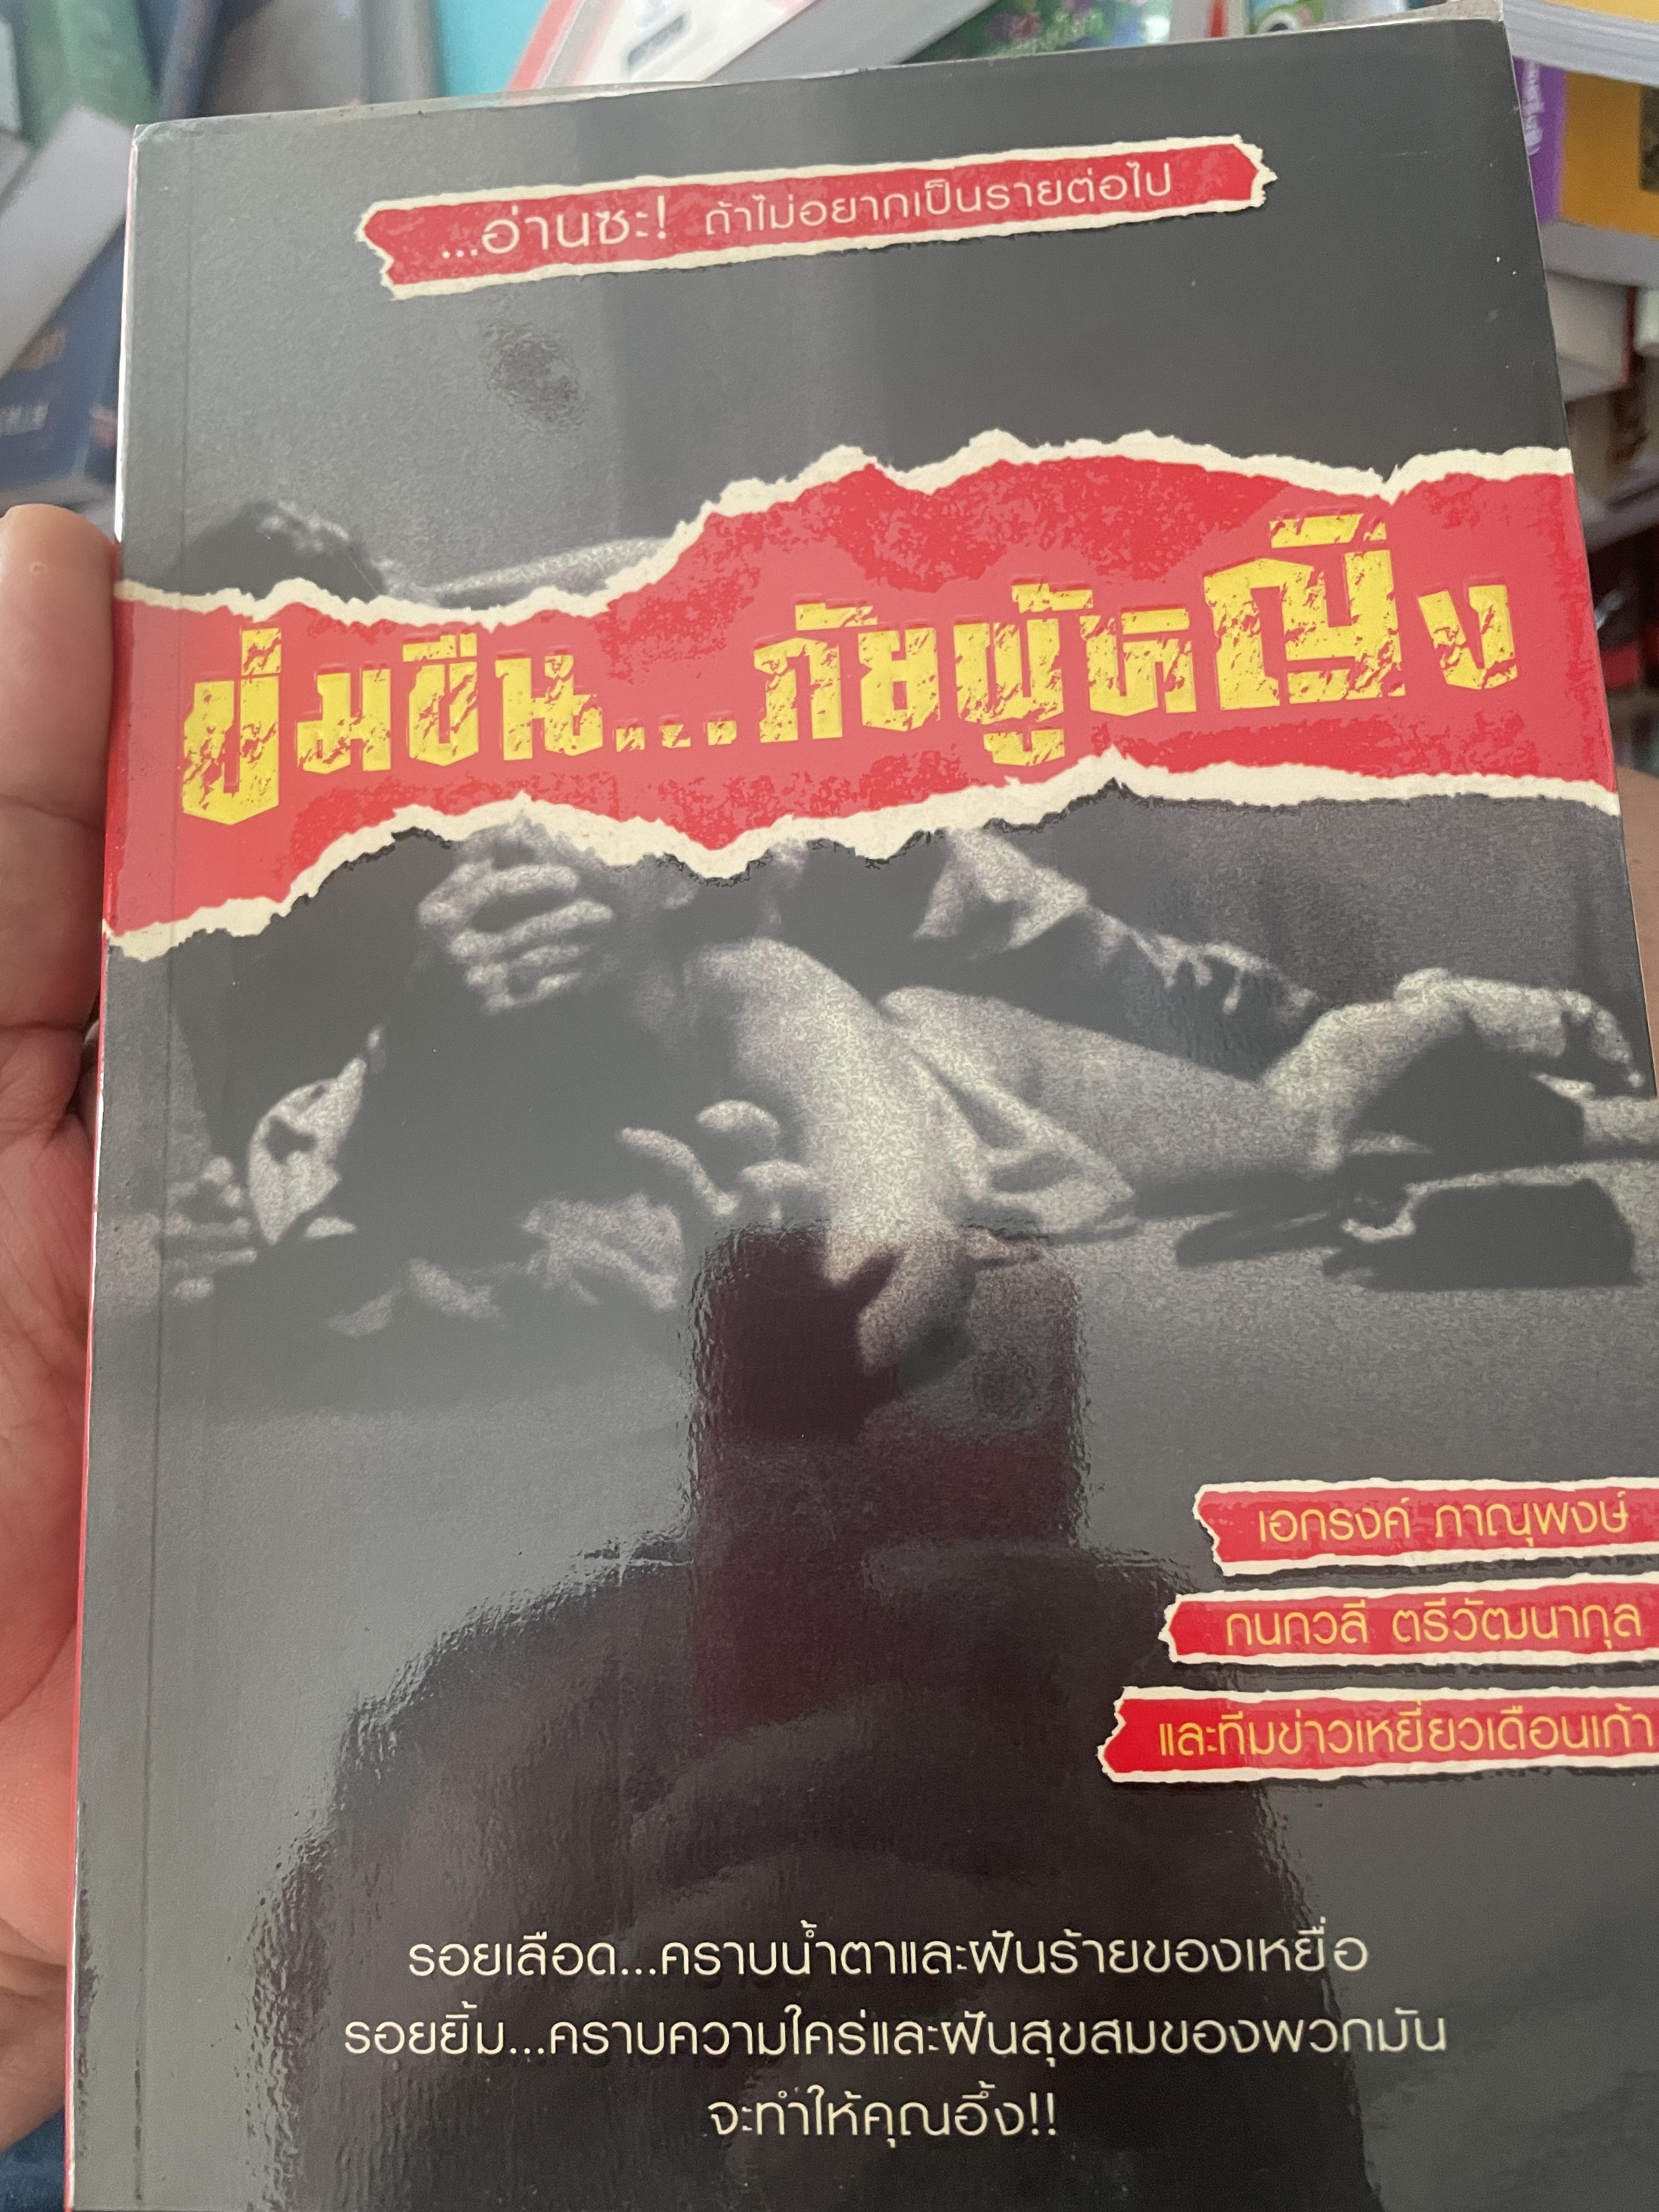 ...อ่านซะ! ถ้าไม่อยากเป็นรายต่อไป
ข่มขืน...ภัยผู้หญิง
เอกรงค์ ภาณุพงษ์
กนกวลี ตรีวัฒนากุล
และทีมข่าวเหยี่ยวเดือนเก้า
รอยเลือด...คราบน้ำตาและฝันร้ายของเหยื่อ
รอยยิ้ม...คราบความใคร่และฝันสุขสมของพวกมัน
จะทำให้คุณอึ้ง!!